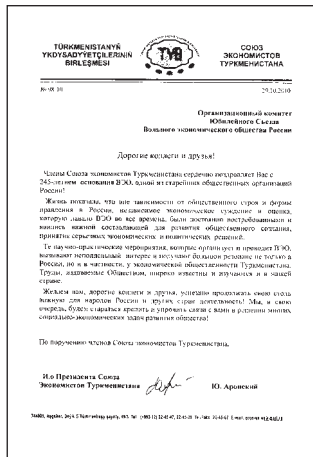 TÜRKMENISTANYŇ
ÝKDYSADYÝETÇILERINIŇ
BIRLEŞMESI
СОЮЗ
ЭКОНОМИСТОВ
ТУРКМЕНИСТАНА
29.10.2010
Организационный комитет
Юбилейного Съезда
Вольного экономического общества России
Дорогие коллеги и друзья!
Члены Союза экономистов Туркменистана сердечно поздравляет Вас с
245-летием основания ВЭО, одной из старейших общественных организаций
России!
Жизнь показала, что вне зависимости от общественного строя и формы
правления в России, независимое экономическое суждение и оценка,
которую давало ВЭО во все времена, были достойно востребованными и
явились важной составляющей для развития общественного сознания,
принятия серьезных экономических и политических решений.
Те научно-практические мероприятия, которые организует и проводит ВЭО,
вызывают неподдельный интерес и получают большой резонанс не только в
России, но и в частности, у экономической общественности Туркменистана.
Труды, издаваемые Обществом, широко известны и изучаются и в нашей
стране.
Желаем вам, дорогие коллеги и друзья, успешно продолжать свою столь
важную для народов России и других стран деятельность! Мы, в свою
очередь, будем стараться крепить и упрочать связи с вами в решении многих
социально-экономических задач развития общества!
По поручению членов Союза экономистов Туркменистана,
И.о Президента Союза
Экономистов Туркменистана
Ю. Аронский